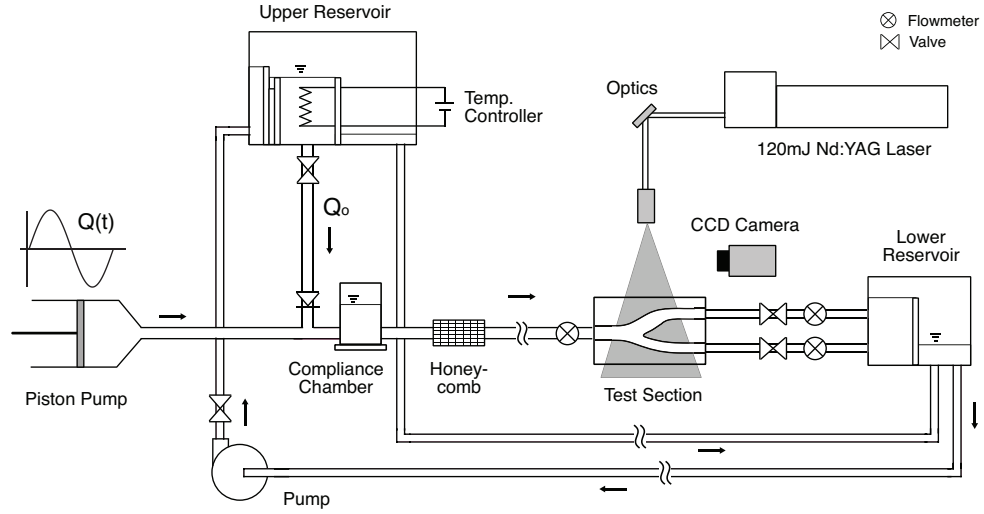 Upper Reservoir
Flowmeter
Valve
Optics
Temp.
Controller
120mJ Nd:YAG Laser
Q(t)
Qo
CCD Camera
Lower
Reservoir
Compliance
Chamber
Honey-
comb
Piston Pump
Test Section
Pump